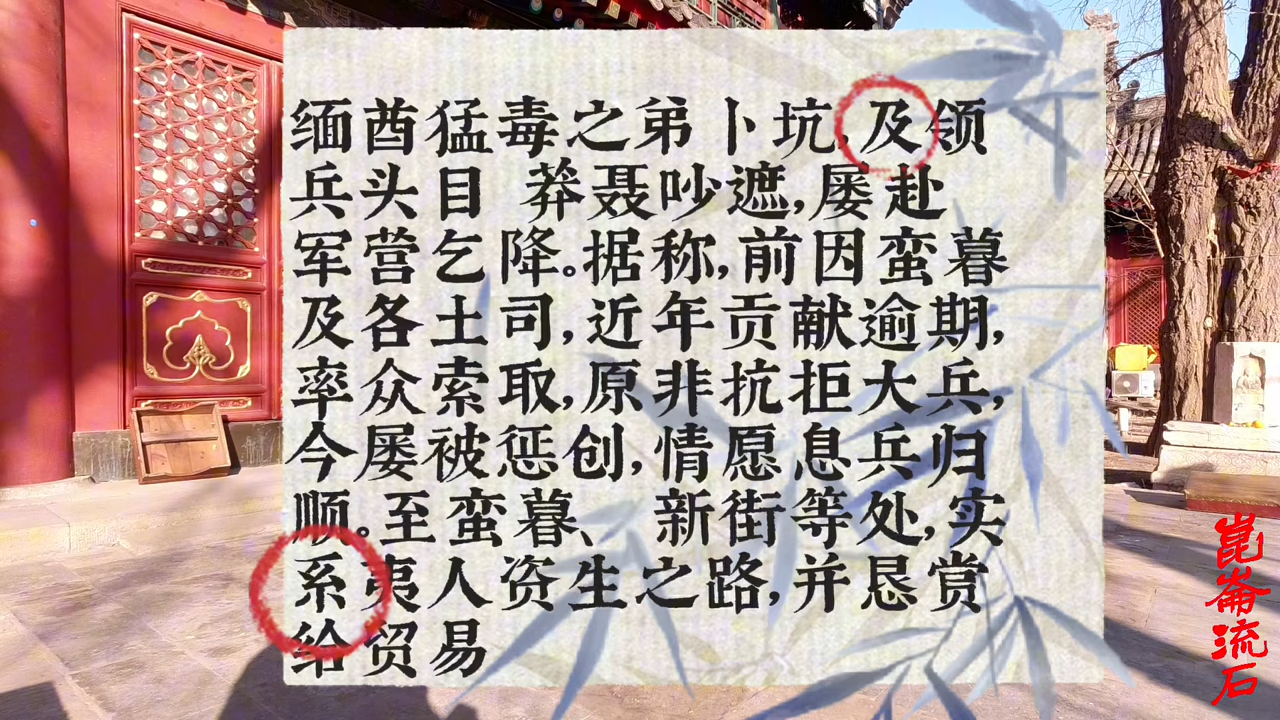 缅酋猛毒之弟卜坑、及领
兵头目 莽聂吵遮,屡赴
军营乞降。据称,前因蛮暮
及各土司,近年贡献逾期,
率众索取,原非抗拒大兵,
今屡被惩创,情愿息兵归
顺。至蛮暮、 新街等处,实
系夷人资生之路,并恳赏
给贸易
崑崙流石